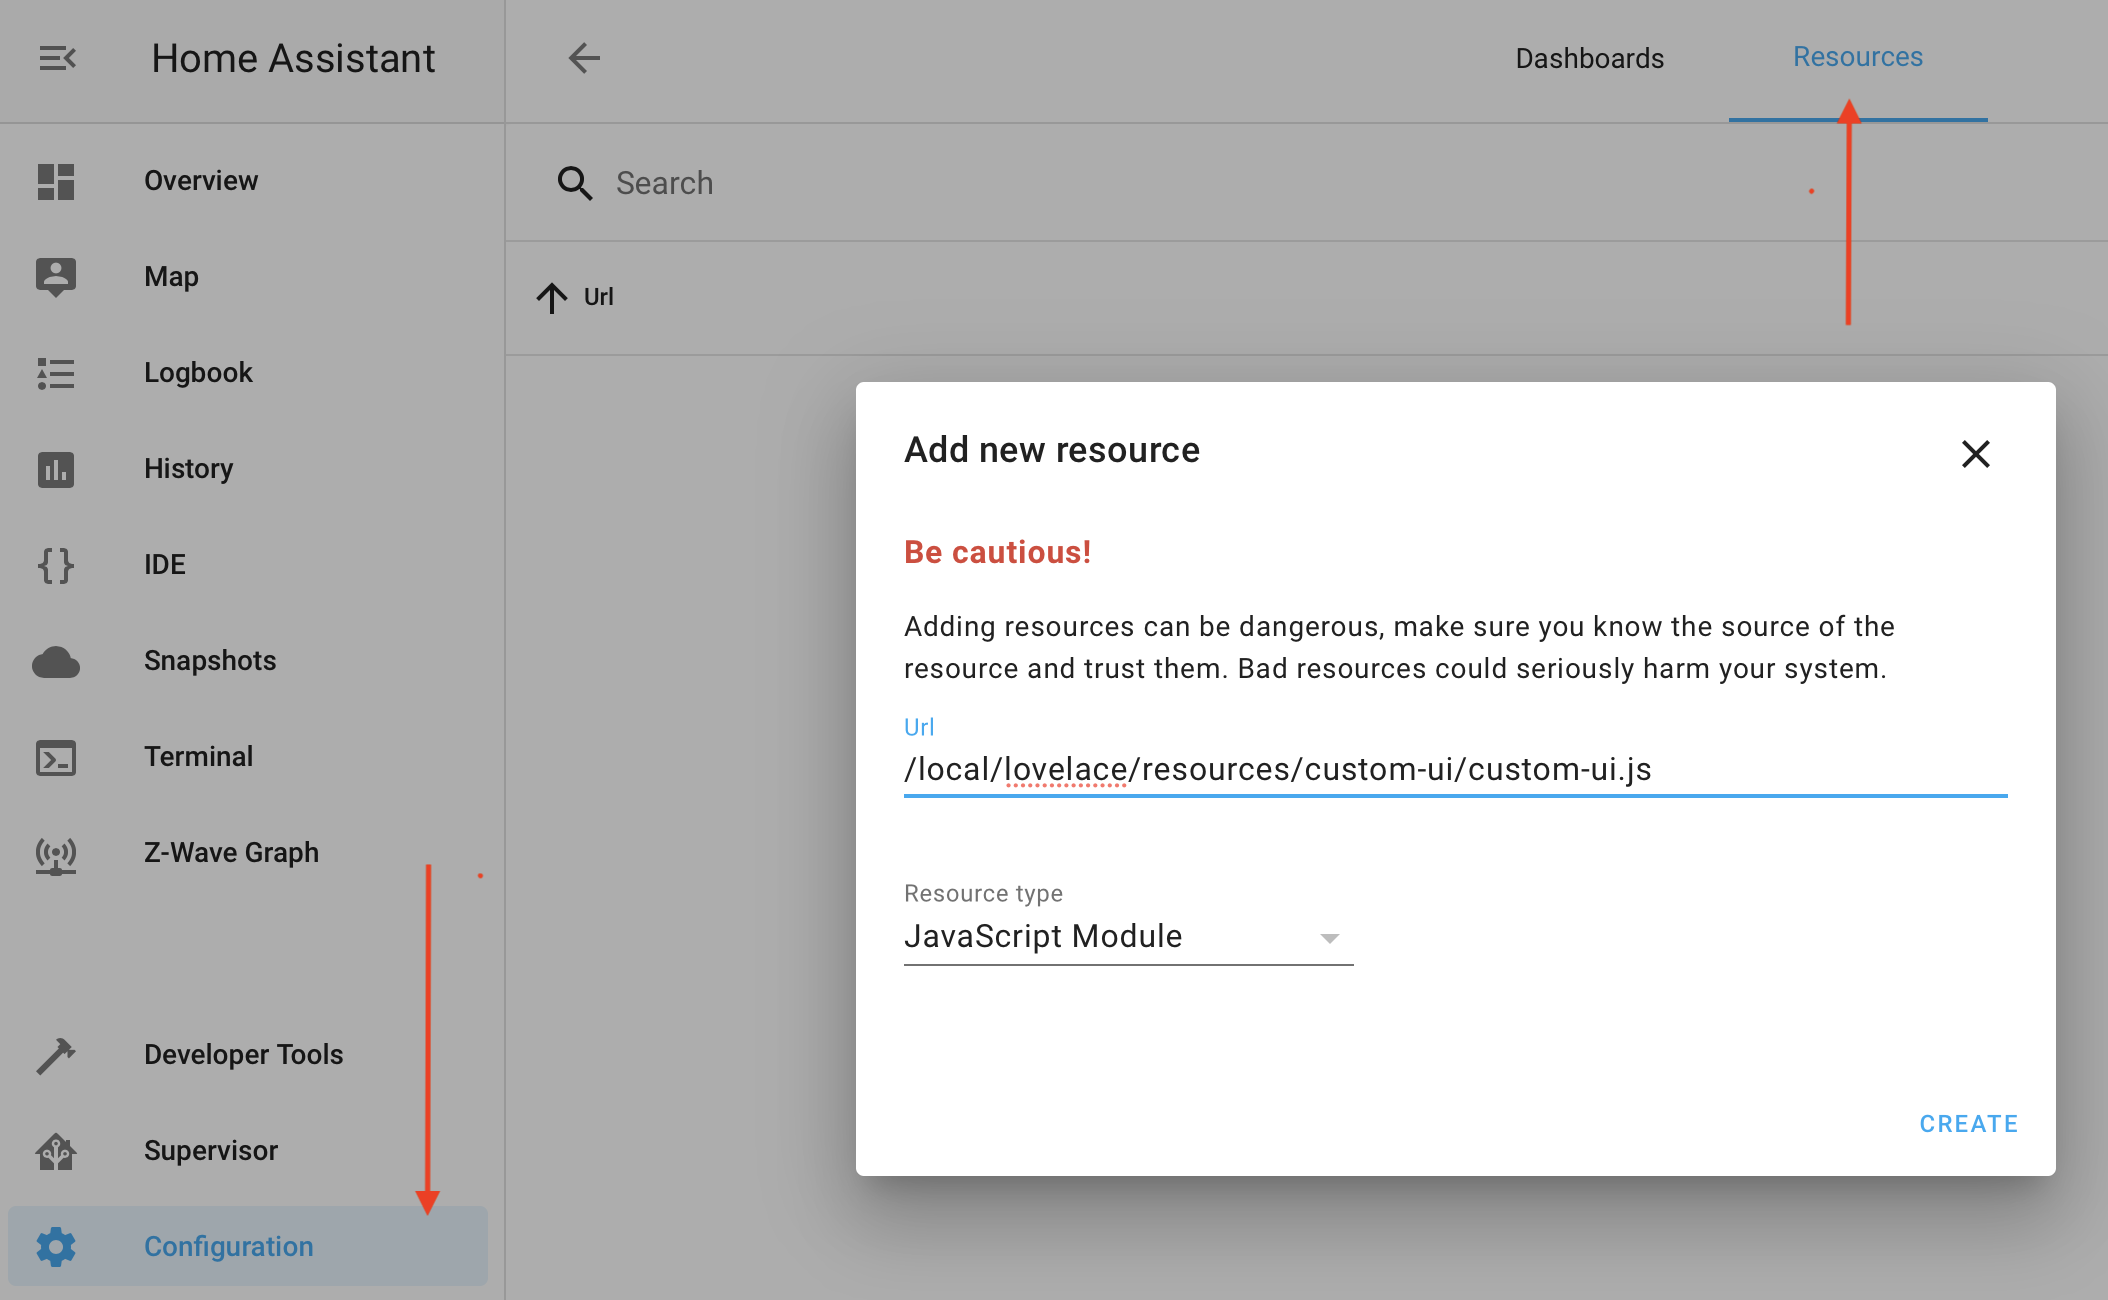 Home Assistant
Dashboards
Resources
Overview
Map
Logbook
History
IDE
Snapshots
Terminal
Z-Wave Graph
Developer Tools
Supervisor
Configuration
Search
Url
Add new resource
Be cautious!
Adding resources can be dangerous, make sure you know the source of the
resource and trust them. Bad resources could seriously harm your system.
Url
/local/lovelace/resources/custom-ui/custom-ui.js
Resource type
JavaScript Module
CREATE